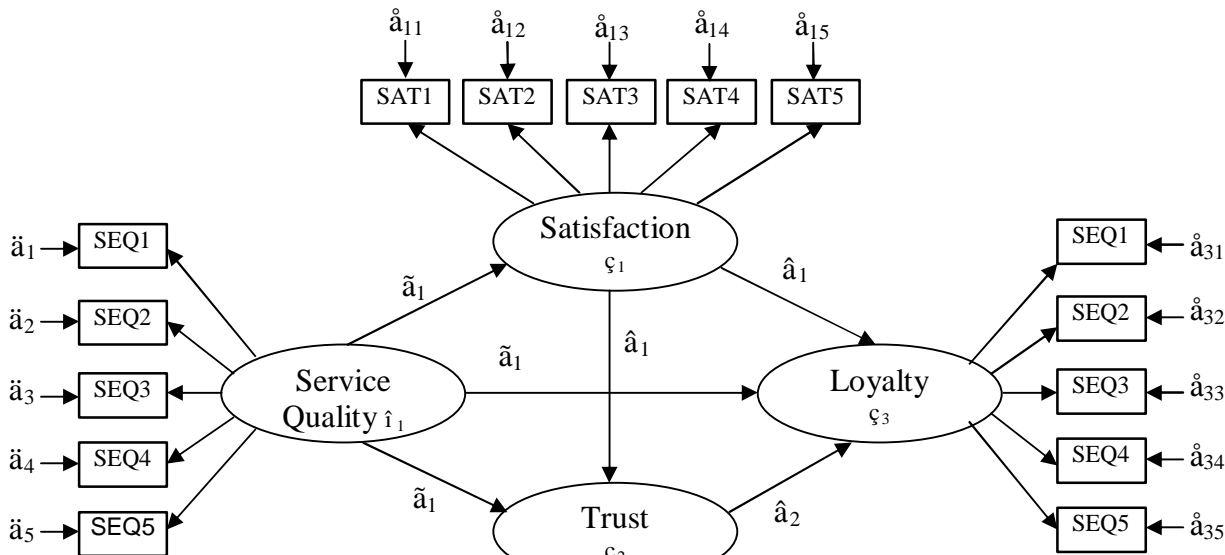 å11 å12 å13 å14 å15
SAT1 SAT2 SAT3 SAT4 SAT5
Satisfaction
ç1
ä1 SEQ1
ä2 SEQ2
ä3 SEQ3
ä4 SEQ4
ä5 SEQ5
ã1
â1
ã1
â1
Service
Quality î1
Loyalty
ç3
ã1
â2
Trust
SEQ1 å31
SEQ2 å32
SEQ3 å33
SEQ4 å34
SEQ5 å35